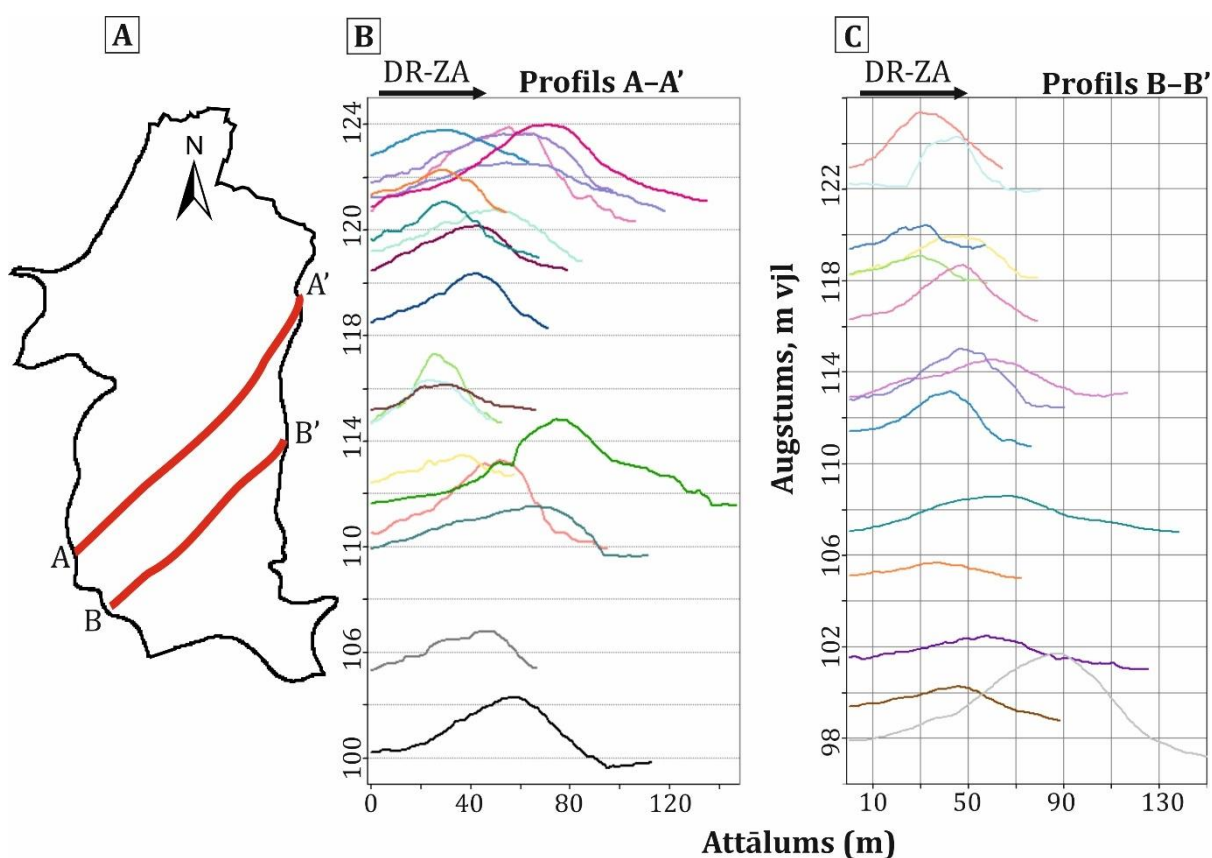 A
N
A'
B'
A
B
B
DR-ZA
Profils A–A'
124
120
118
114
110
106
100
0
40
80
120
C
DR-ZA
Profils B–B'
Augstums, m vjl
122
118
114
110
106
102
98
10
50
90
130
Attālums (m)